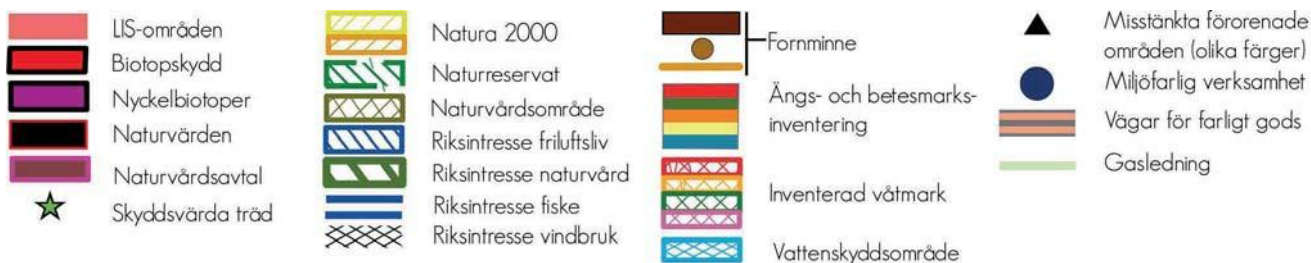 LIS-områden
Biotopskydd
Nyckelbiotoper
Naturvärden
Naturvårdsavtal
Skyddsvärda träd
Natura 2000
Naturreservat
Naturvårdsområde
Riksintresse friluftsliv
Riksintresse naturvård
Riksintresse fiske
Riksintresse vindbruk
Fornminne
Ängs- och betesmarks-
inventering
Inventerad våtmark
Vattenskyddsområde
Misstänkta förorenade
områden (olika färger)
Miljöfarlig verksamhet
Vägar för farligt gods
Gasledning